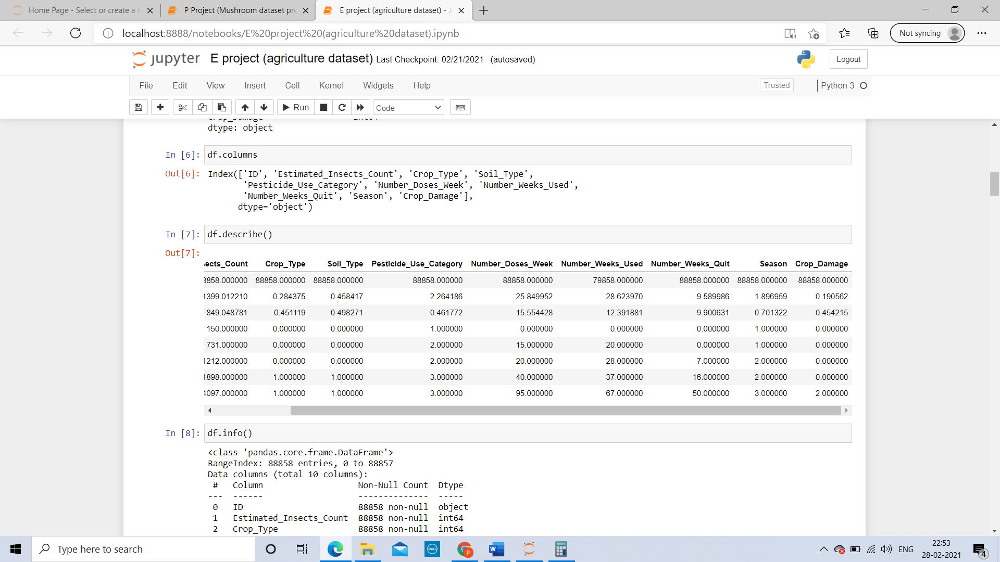 Home Page - Select or create a n
P Project (Mushroom dataset pro
E project (agriculture dataset) - J
localhost:8888/notebooks/E%20project%20(agriculture%20dataset).ipynb
Not syncing
jupyter E project (agriculture dataset) Last Checkpoint: 02/21/2021 (autosaved)
Logout
File Edit View Insert Cell Kernel Widgets Help
Trusted
Python 3
Run
Code
dtype: object
In [6]: df.columns
Out[6]: Index(['ID', 'Estimated_Insects_Count', 'Crop_Type', 'Soil_Type',
'Pesticide_Use_Category', 'Number_Doses_Week', 'Number_Weeks_Used',
'Number_Weeks_Quit', 'Season', 'Crop_Damage'],
dtype='object')
In [7]: df.describe()
Out[7]:
ects_Count Crop_Type Soil_Type Pesticide_Use_Category Number_Doses_Week Number_Weeks_Used Number_Weeks_Quit Season Crop_Damage
858.000000 88858.000000 88858.000000 88858.000000 88858.000000 79858.000000 88858.000000 88858.000000 88858.000000
399.012210 0.284375 0.458417 2.264186 25.849952 28.623970 9.589986 1.896959 0.190562
849.048781 0.451119 0.498271 0.461772 15.554428 12.391881 9.900631 0.701322 0.454215
150.000000 0.000000 0.000000 1.000000 0.000000 0.000000 0.000000 1.000000 0.000000
731.000000 0.000000 0.000000 2.000000 15.000000 20.000000 0.000000 1.000000 0.000000
1212.000000 0.000000 0.000000 2.000000 20.000000 28.000000 7.000000 2.000000 0.000000
1898.000000 1.000000 1.000000 3.000000 40.000000 37.000000 16.000000 2.000000 0.000000
4097.000000 1.000000 1.000000 3.000000 95.000000 67.000000 50.000000 3.000000 2.000000
In [8]: df.info()
<class 'pandas.core.frame.DataFrame'>
RangeIndex: 88858 entries, 0 to 88857
Data columns (total 10 columns):
# Column Non-Null Count Dtype
--- ------ -------------- -----
0 ID 88858 non-null object
1 Estimated_Insects_Count 88858 non-null int64
2 Crop_Type 88858 non-null int64
Type here to search
DELL
ENG
22:53
28-02-2021
4